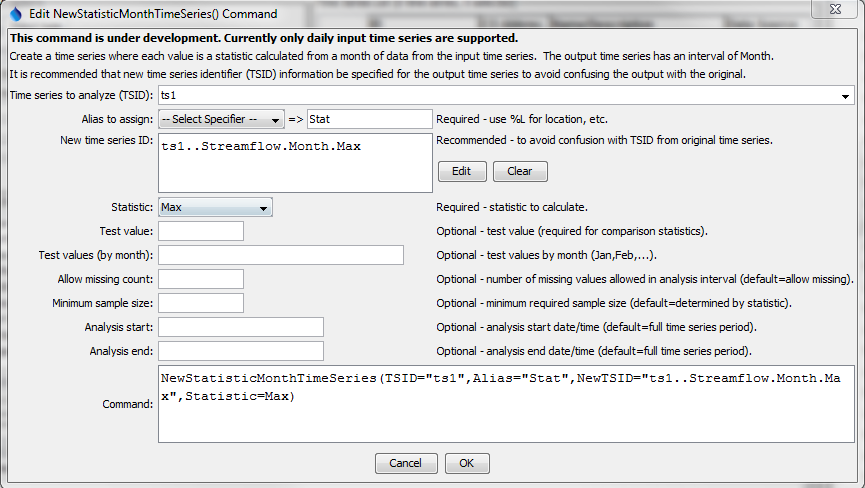 Edit NewStatisticMonthTimeSeries() Command
This command is under development. Currently only daily input time series are supported.
Create a time series where each value is a statistic calculated from a month of data from the input time series. The output time series has an interval of Month.
It is recommended that new time series identifier (TSID) information be specified for the output time series to avoid confusing the output with the original.
Time series to analyze (TSID): ts1
Alias to assign: -- Select Specifier -- => Stat Required - use %L for location, etc.
New time series ID: ts1..Streamflow.Month.Max Recommended - to avoid confusion with TSID from original time series.
Edit Clear
Statistic: Max Required - statistic to calculate.
Test value: Optional - test value (required for comparison statistics).
Test values (by month): Optional - test values by month (Jan,Feb,...).
Allow missing count: Optional - number of missing values allowed in analysis interval (default=allow missing).
Minimum sample size: Optional - minimum required sample size (default=determined by statistic).
Analysis start: Optional - analysis start date/time (default=full time series period).
Analysis end: Optional - analysis end date/time (default=full time series period).
Command: NewStatisticMonthTimeSeries(TSID="ts1",Alias="Stat",NewTSID="ts1..Streamflow.Month.Ma
x",Statistic=Max)
Cancel OK